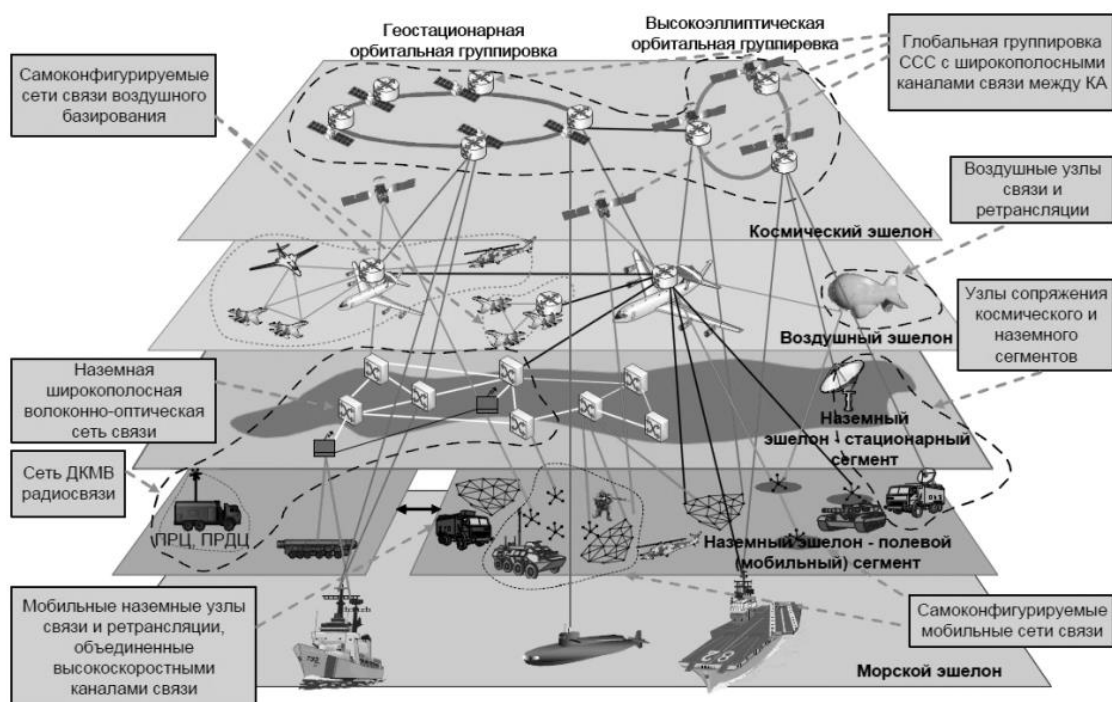 Геостационарная
орбитальная группировка
Высокоэллиптическая
орбитальная группировка
Глобальная группировка
ССС с широкополосными
каналами связи между КА
Самоконфигурируемые
сети связи воздушного
базирования
Воздушные узлы
связи и
ретрансляции
Космический эшелон
Узлы сопряжения
космического и
наземного
сегментов
Воздушный эшелон
Наземная
широкополосная
волоконно-оптическая
сеть связи
Наземный
эшелон - стационарный
сегмент
Сеть ДКМВ
радиосвязи
ПРЦ, ПРДЦ
Наземный эшелон - полевой
(мобильный) сегмент
Мобильные наземные узлы
связи и ретрансляции,
объединенные
высокоскоростными
каналами связи
Самоконфигурируемые
мобильные сети связи
Морской эшелон